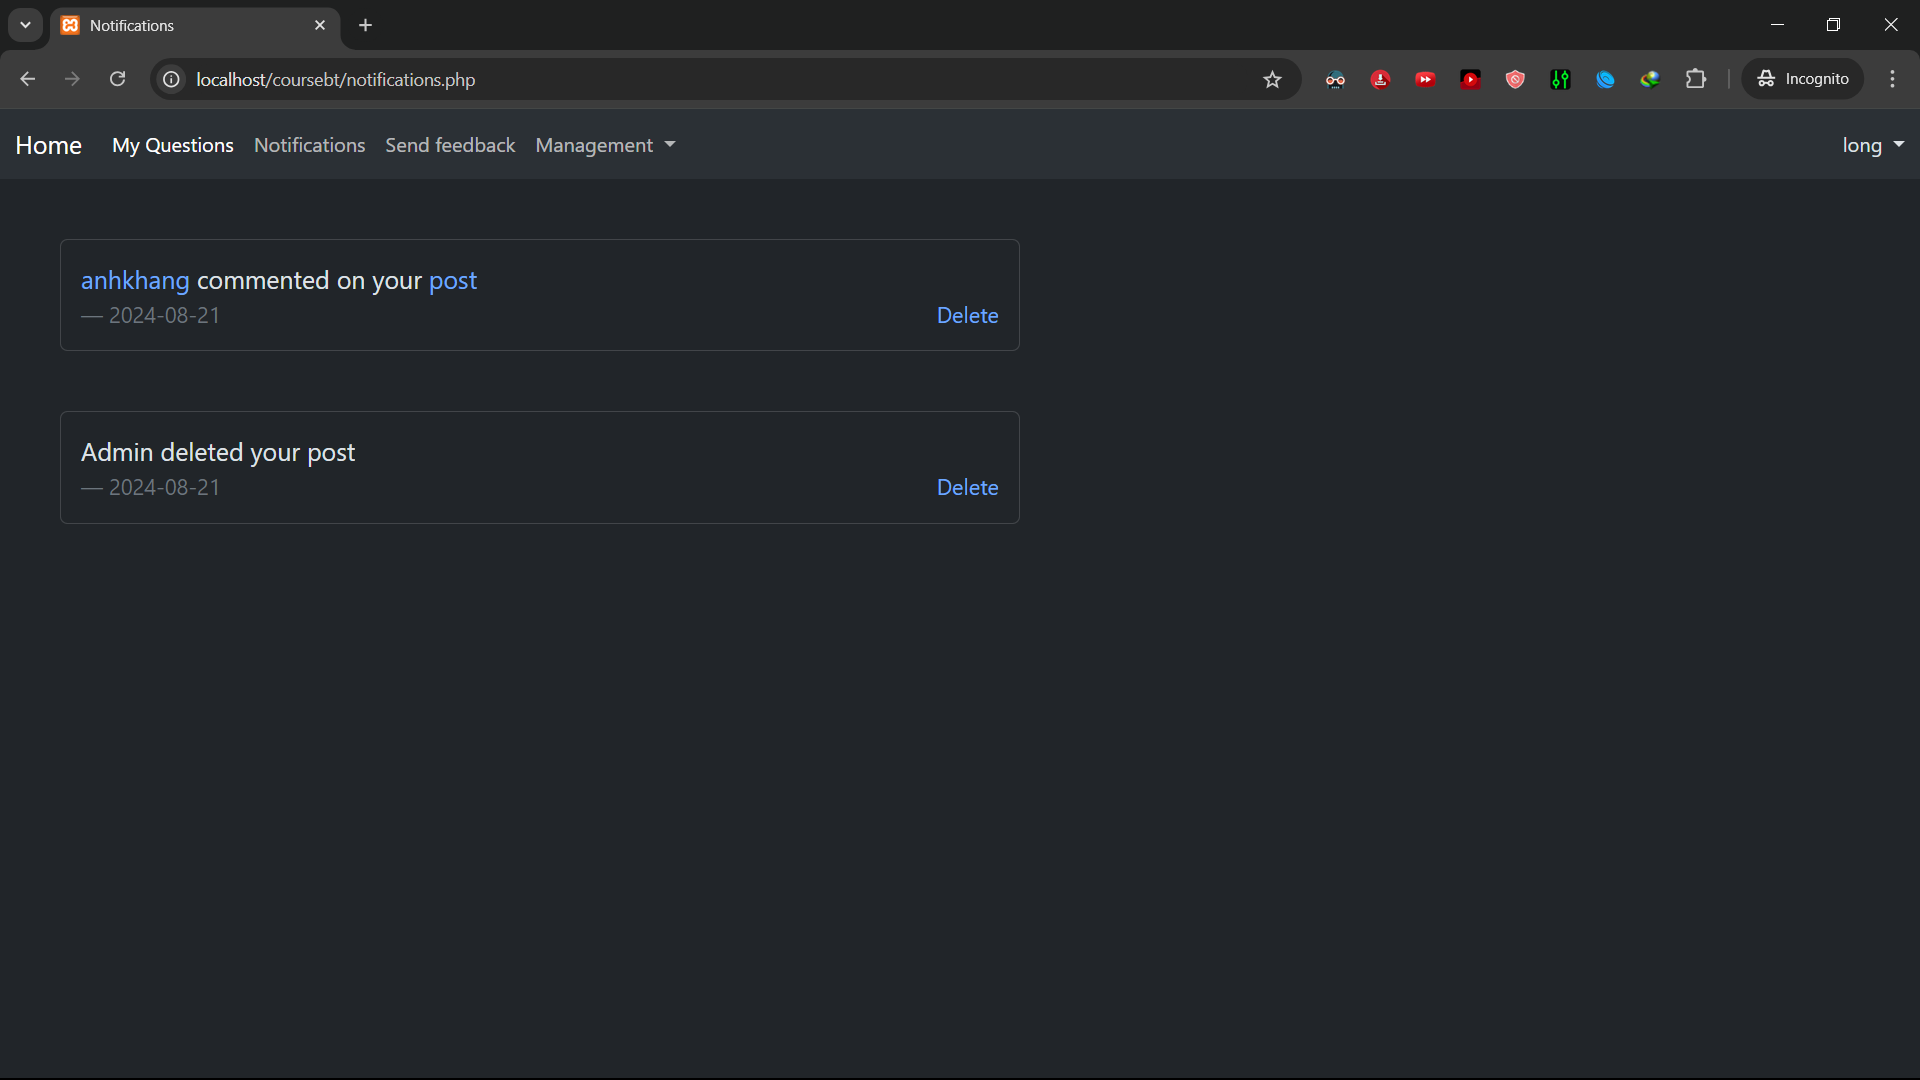 Notifications
localhost/coursebt/notifications.php
Incognito
Home My Questions Notifications Send feedback Management long
anhkhang commented on your post
— 2024-08-21 Delete
Admin deleted your post
— 2024-08-21 Delete